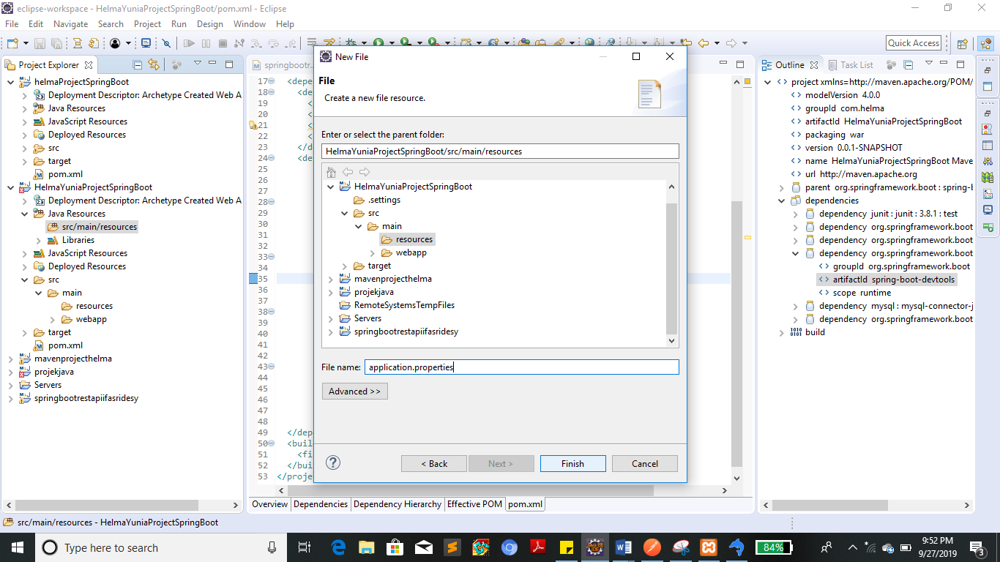 eclipse-workspace - HelmaYuniaProjectSpringBoot/pom.xml - Eclipse
File Edit Navigate Search Project Run Design Window Help
Quick Access
Project Explorer
helmaProjectSpringBoot
Deployment Descriptor: Archetype Created Web A
Java Resources
JavaScript Resources
Deployed Resources
src
target
pom.xml
HelmaYuniaProjectSpringBoot
Deployment Descriptor: Archetype Created Web A
Java Resources
src/main/resources
Libraries
JavaScript Resources
Deployed Resources
src
main
resources
webapp
target
pom.xml
mavenprojecthelma
projekjava
Servers
springbootrestapiifasridesy
springbootr
17 <depe
18 <de
19 <
20 <
21 <
22 <
23 </d
24 <de
25
26
27
28
29
30
31
32
33
34
35
36
37
38
39
40
41
42
43
44
45
46
47
48
49 </dep
50 <buil
51 <fi
52 </bui
53 </proje
Overview Dependencies Dependency Hierarchy Effective POM pom.xml
New File
File
Create a new file resource.
Enter or select the parent folder:
HelmaYuniaProjectSpringBoot/src/main/resources
HelmaYuniaProjectSpringBoot
.settings
src
main
resources
webapp
target
mavenprojecthelma
projekjava
RemoteSystemsTempFiles
Servers
springbootrestapiifasridesy
File name: application.properties
Advanced >>
? < Back Next > Finish Cancel
Outline Task List
project xmlns=http://maven.apache.org/POM/
modelVersion 4.0.0
groupId com.helma
artifactId HelmaYuniaProjectSpringBoot
packaging war
version 0.0.1-SNAPSHOT
name HelmaYuniaProjectSpringBoot Mave
url http://maven.apache.org
parent org.springframework.boot : spring-b
dependencies
dependency junit : junit : 3.8.1 : test
dependency org.springframework.boot
dependency org.springframework.boot
dependency org.springframework.boot
groupId org.springframework.boot
artifactId spring-boot-devtools
scope runtime
dependency mysql : mysql-connector-j
dependency org.springframework.boot
build
src/main/resources - HelmaYuniaProjectSpringBoot
Type here to search
84%
9:52 PM
9/27/2019
3